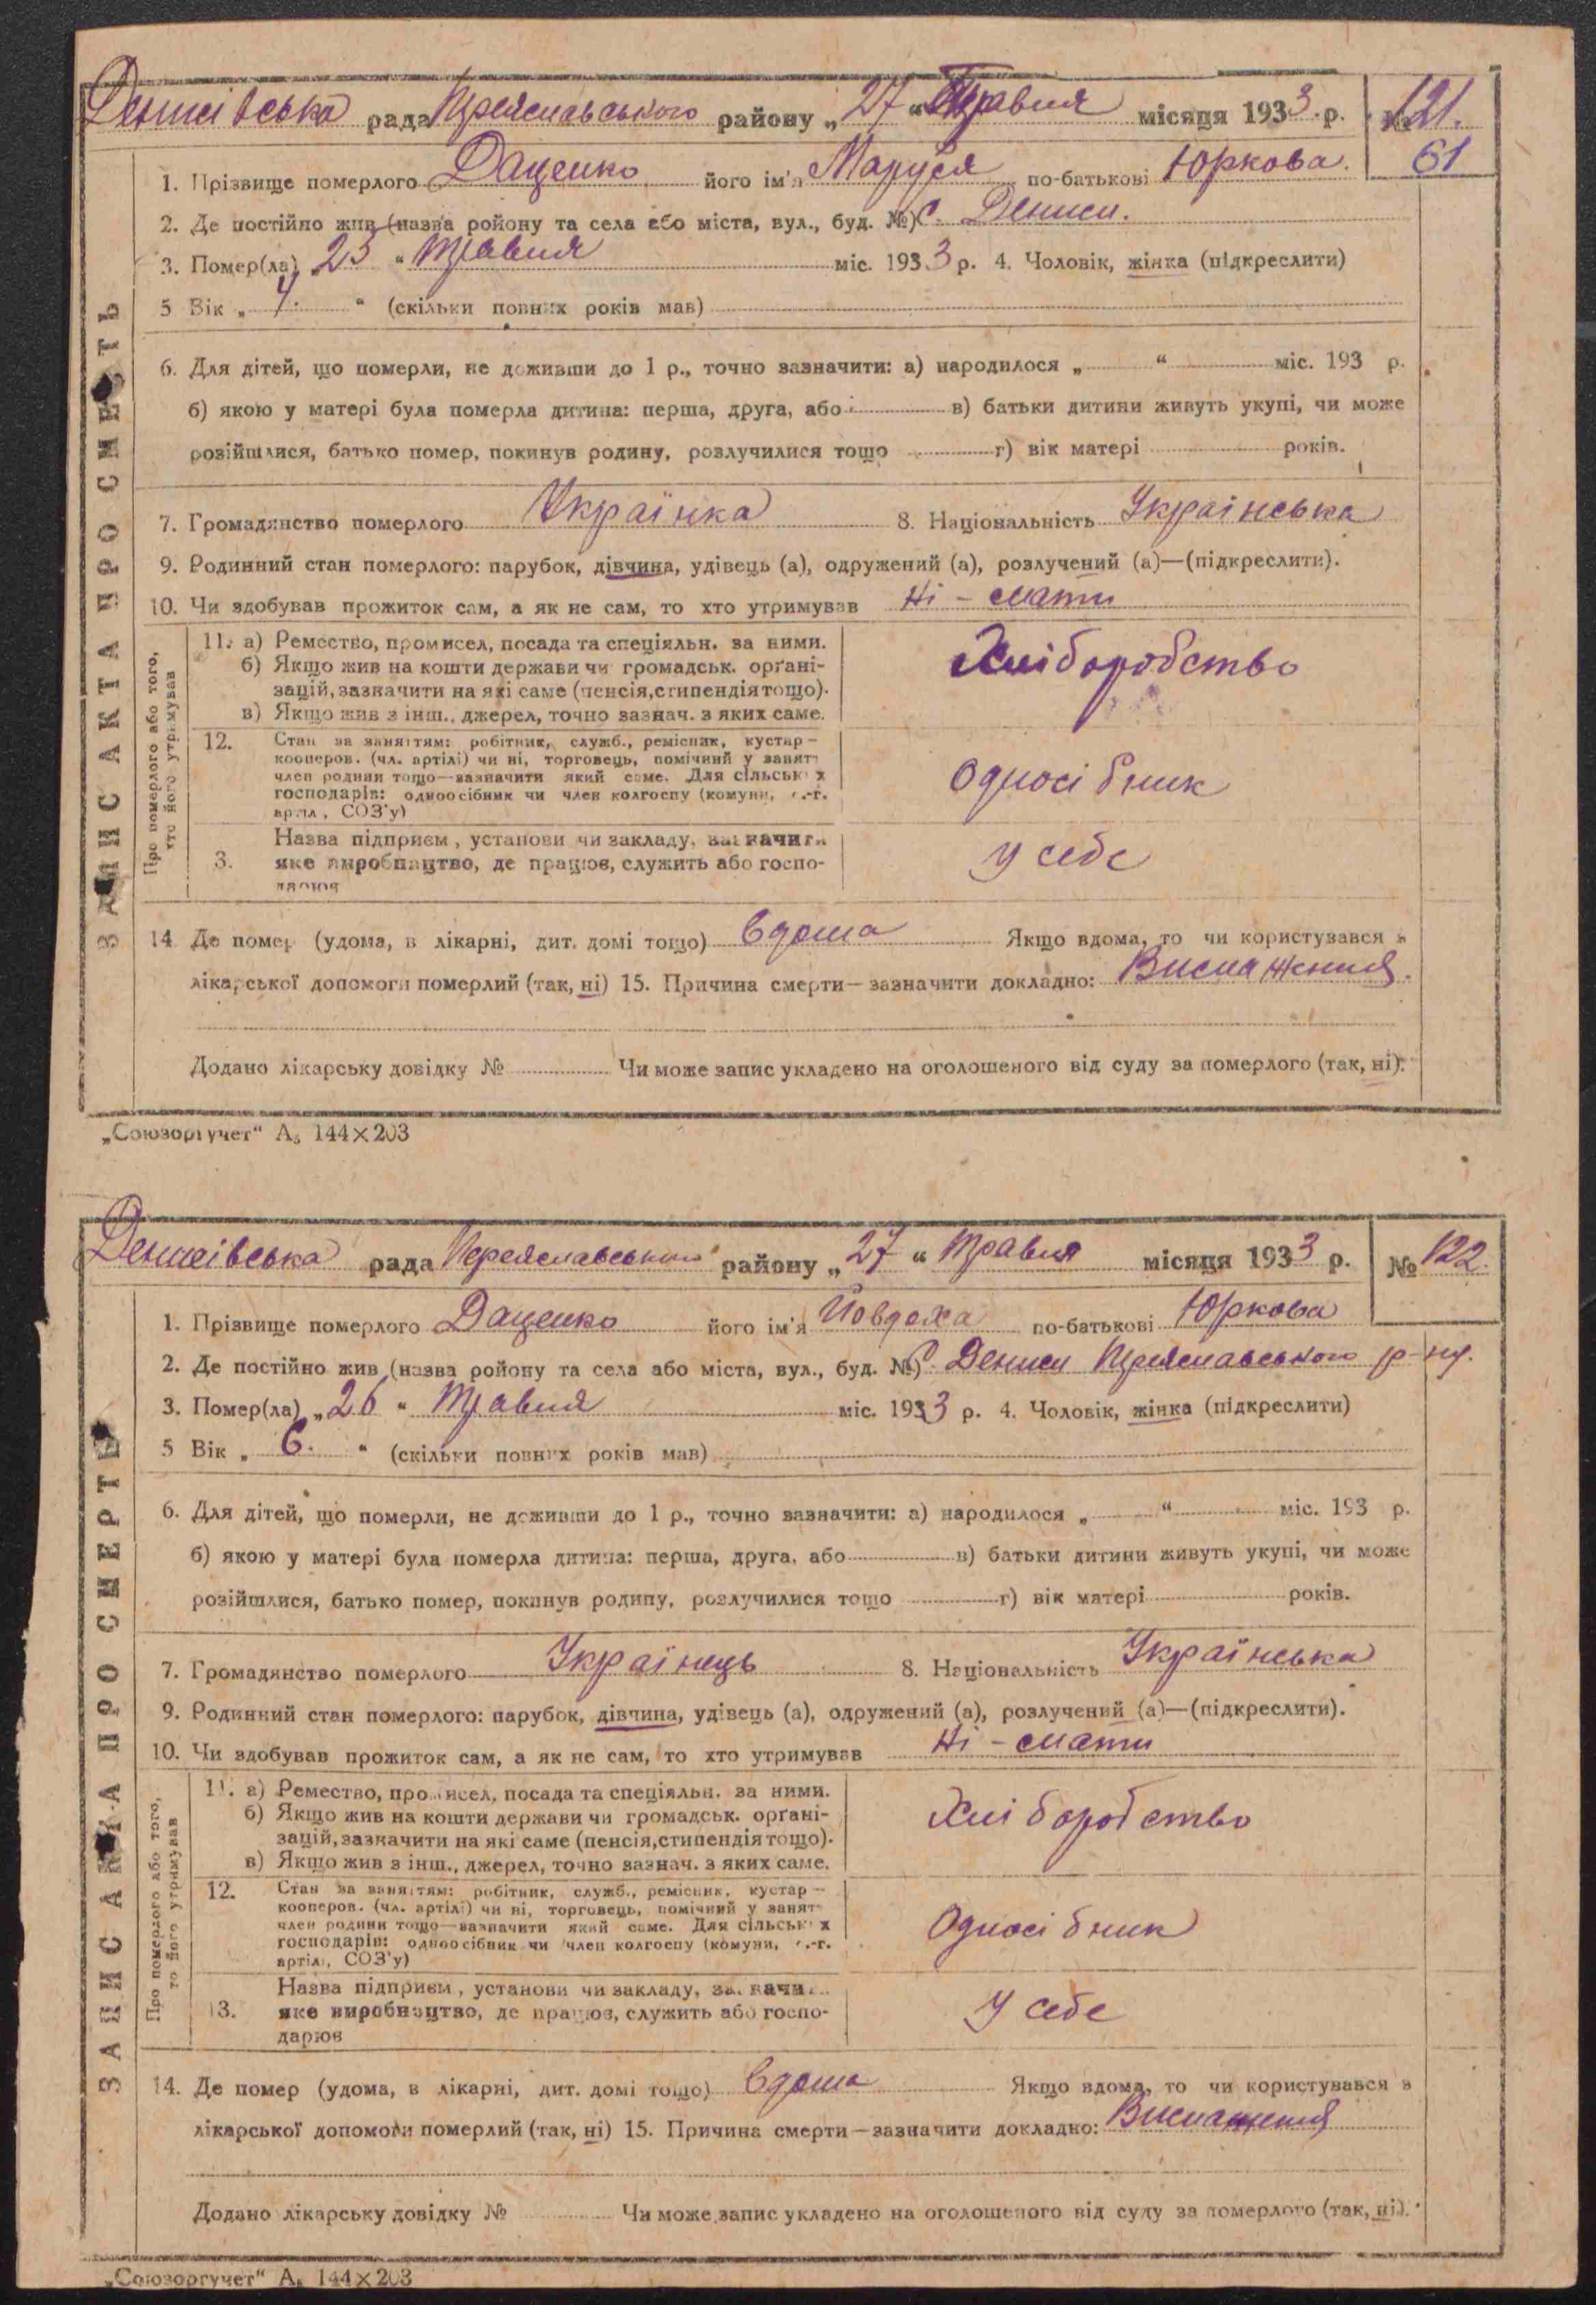 Денисівська рада Переяславського району „27“ Травня місяця 1933 р. № 121.
61
ЗАПИС АКТА ПРО СМЕРТЬ
1. Прізвище померлого Даценко його ім'я Маруся по-батькові Юркова.
2. Де постійно жив (назва району та села або міста, вул., буд. №) с. Дениси.
3. Помер(ла) „23“ травня міс. 1933 р. 4. Чоловік, жінка (підкреслити)
5 Вік „4.“ (скільки повних років мав)
6. Для дітей, що померли, не доживши до 1 р., точно зазначити: а) народилося „ “ міс. 193 р.
б) якою у матері була померла дитина: перша, друга, або в) батьки дитини живуть укупі, чи може
розійшлися, батько помер, покинув родину, розлучилися тощо г) вік матері років.
7. Громадянство померлого Українка 8. Національність Українська
9. Родинний стан померлого: парубок, дівчина, удівець (а), одружений (а), розлучений (а)—(підкреслити).
10. Чи здобував прожиток сам, а як не сам, то хто утримував Ні - мати
Про померлого або того, хто його утримував
11. а) Ремество, промисел, посада та спеціяльн. за ними.
б) Якщо жив на кошти держави чи громадськ. орґані-
зацій, зазначити на які саме (пенсія, стипендія тощо).
в) Якщо жив з інш., джерел, точно зазнач. з яких саме.
Хліборобство
12. Стан за заняттям: робітник, служб., ремісник, кустар—
кооперов. (чл. артілі) чи ні, торговець, помічний у занят-
член родини тощо—зазначити який саме. Для сільських
господарів: одноосібник чи член колгоспу (комуни, с.-г.
артіл, СОЗ'у)
Односібник
3. Назва підприєм, установи чи закладу, зазначити
яке виробництво, де працює, служить або госпо-
дарює
у себе
14. Де помер (удома, в лікарні, дит. домі тощо) вдома Якщо вдома, то чи користувався з
лікарської допомоги померлий (так, ні) 15. Причина смерти—зазначити докладно: Виснаження.
Додано лікарську довідку № Чи може запис укладено на оголошеного від суду за померлого (так, ні).
„Союзоргучет“ А₅ 144×203
Денисівська рада Переяславського району „27“ травня місяця 1933 р. № 122.
ЗАПИС АКТА ПРО СМЕРТЬ
1. Прізвище померлого Даценко його ім'я Йовдоха по-батькові Юркова
2. Де постійно жив (назва району та села або міста, вул., буд. №) с. Дениси Переяславського р-ну.
3. Помер(ла) „26“ травня міс. 1933 р. 4. Чоловік, жінка (підкреслити)
5 Вік „6.“ (скільки повних років мав)
6. Для дітей, що померли, не доживши до 1 р., точно зазначити: а) народилося „ “ міс. 193 р.
б) якою у матері була померла дитина: перша, друга, або в) батьки дитини живуть укупі, чи може
розійшлися, батько помер, покинув родину, розлучилися тощо г) вік матері років.
7. Громадянство померлого Українець 8. Національність Українська
9. Родинний стан померлого: парубок, дівчина, удівець (а), одружений (а), розлучений (а)—(підкреслити).
10. Чи здобував прожиток сам, а як не сам, то хто утримував Ні - мати
Про померлого або того, то його утримував
11. а) Ремество, промисел, посада та спеціяльн. за ними.
б) Якщо жив на кошти держави чи громадськ. орґані-
зацій, зазначити на які саме (пенсія, стипендія тощо).
в) Якщо жив з інш., джерел, точно зазнач. з яких саме.
Хліборобство
12. Стан за заняттям: робітник, служб., ремісник, кустар—
кооперов. (чл. артілі) чи ні, торговець, помічний у занят-
член родини тощо—зазначити який саме. Для сільських
господарів: одноосібник чи член колгоспу (комуни, с.-г.
артілі, СОЗ'у)
Односібник
13. Назва підприєм, установи чи закладу, зазначи
яке виробництво, де працює, служить або госпо-
дарює
у себе
14. Де помер (удома, в лікарні, дит. домі тощо) вдома Якщо вдома, то чи користувався з
лікарської допомоги померлий (так, ні) 15. Причина смерти—зазначити докладно: Виснаження
Додано лікарську довідку № Чи може запис укладено на оголошеного від суду за померлого (так, ні).
„Союзоргучет“ А₅ 144×203